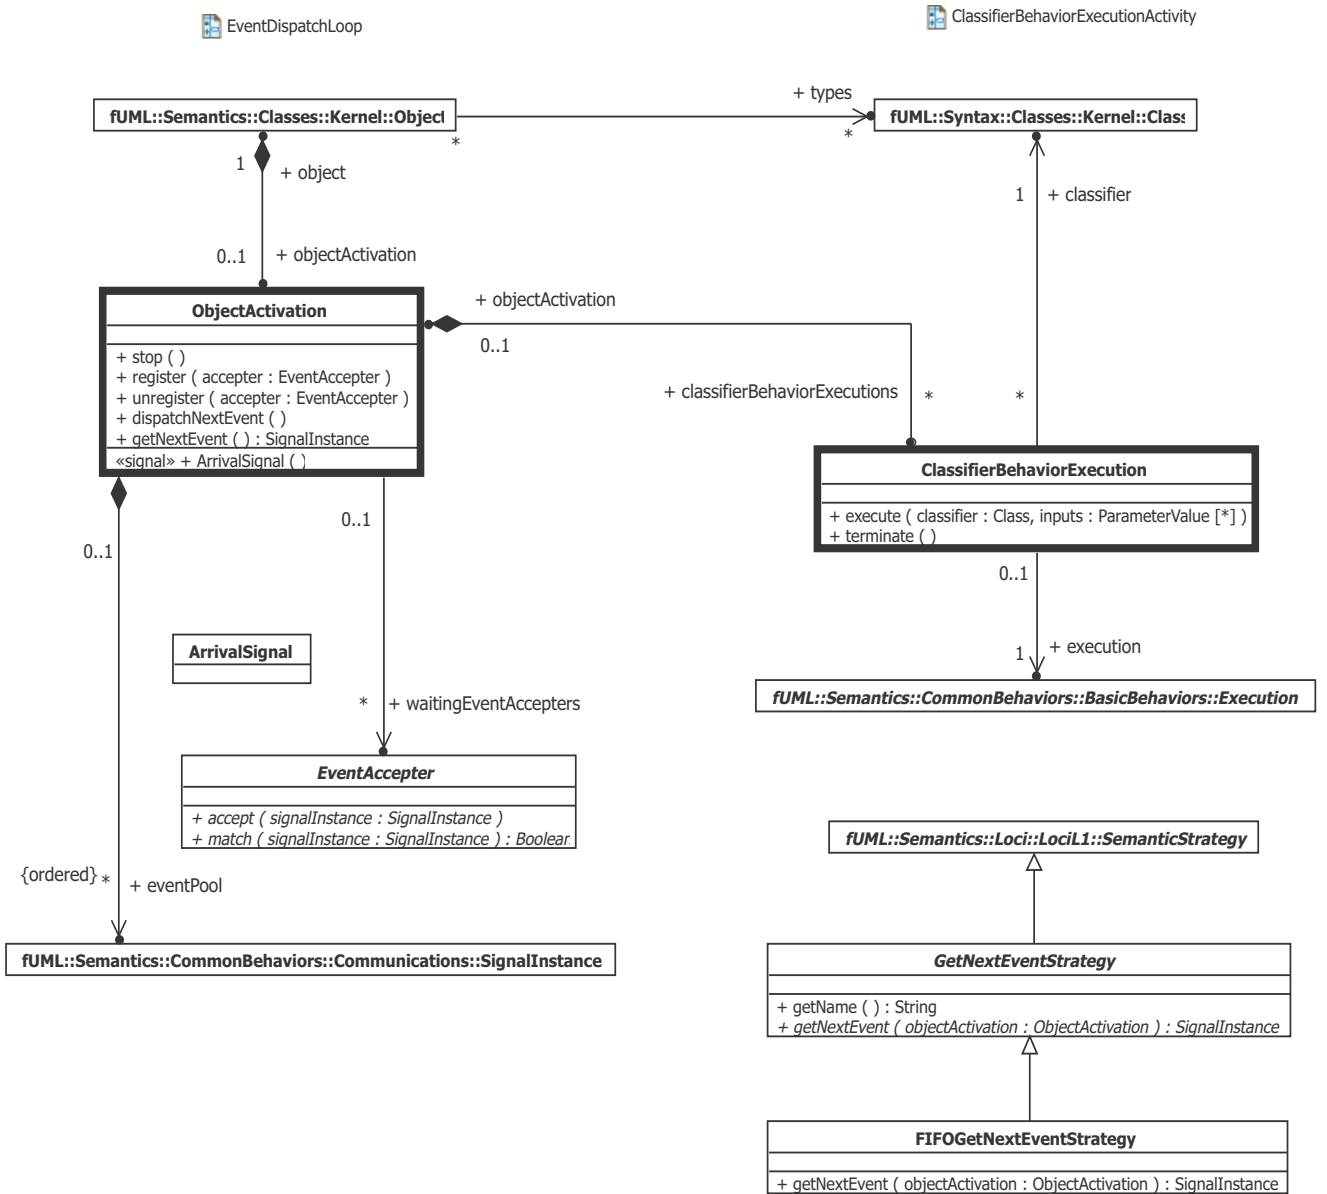 EventDispatchLoop
ClassifierBehaviorExecutionActivity
+ types
fUML::Semantics::Classes::Kernel::Object
fUML::Syntax::Classes::Kernel::Class
*
*
1
+ object
1
+ classifier
0..1
+ objectActivation
ObjectActivation
+ stop ( )
+ register ( accepter : EventAccepter )
+ unregister ( accepter : EventAccepter )
+ dispatchNextEvent ( )
+ getNextEvent ( ) : SignalInstance
«signal» + ArrivalSignal ( )
+ objectActivation
0..1
+ classifierBehaviorExecutions
*
*
ClassifierBehaviorExecution
+ execute ( classifier : Class, inputs : ParameterValue [*] )
+ terminate ( )
0..1
0..1
0..1
ArrivalSignal
1
+ execution
fUML::Semantics::CommonBehaviors::BasicBehaviors::Execution
*
+ waitingEventAccepters
EventAccepter
+ accept ( signalInstance : SignalInstance )
+ match ( signalInstance : SignalInstance ) : Boolean
fUML::Semantics::Loci::LociL1::SemanticStrategy
{ordered}
*
+ eventPool
fUML::Semantics::CommonBehaviors::Communications::SignalInstance
GetNextEventStrategy
+ getName ( ) : String
+ getNextEvent ( objectActivation : ObjectActivation ) : SignalInstance
FIFOGetNextEventStrategy
+ getNextEvent ( objectActivation : ObjectActivation ) : SignalInstance